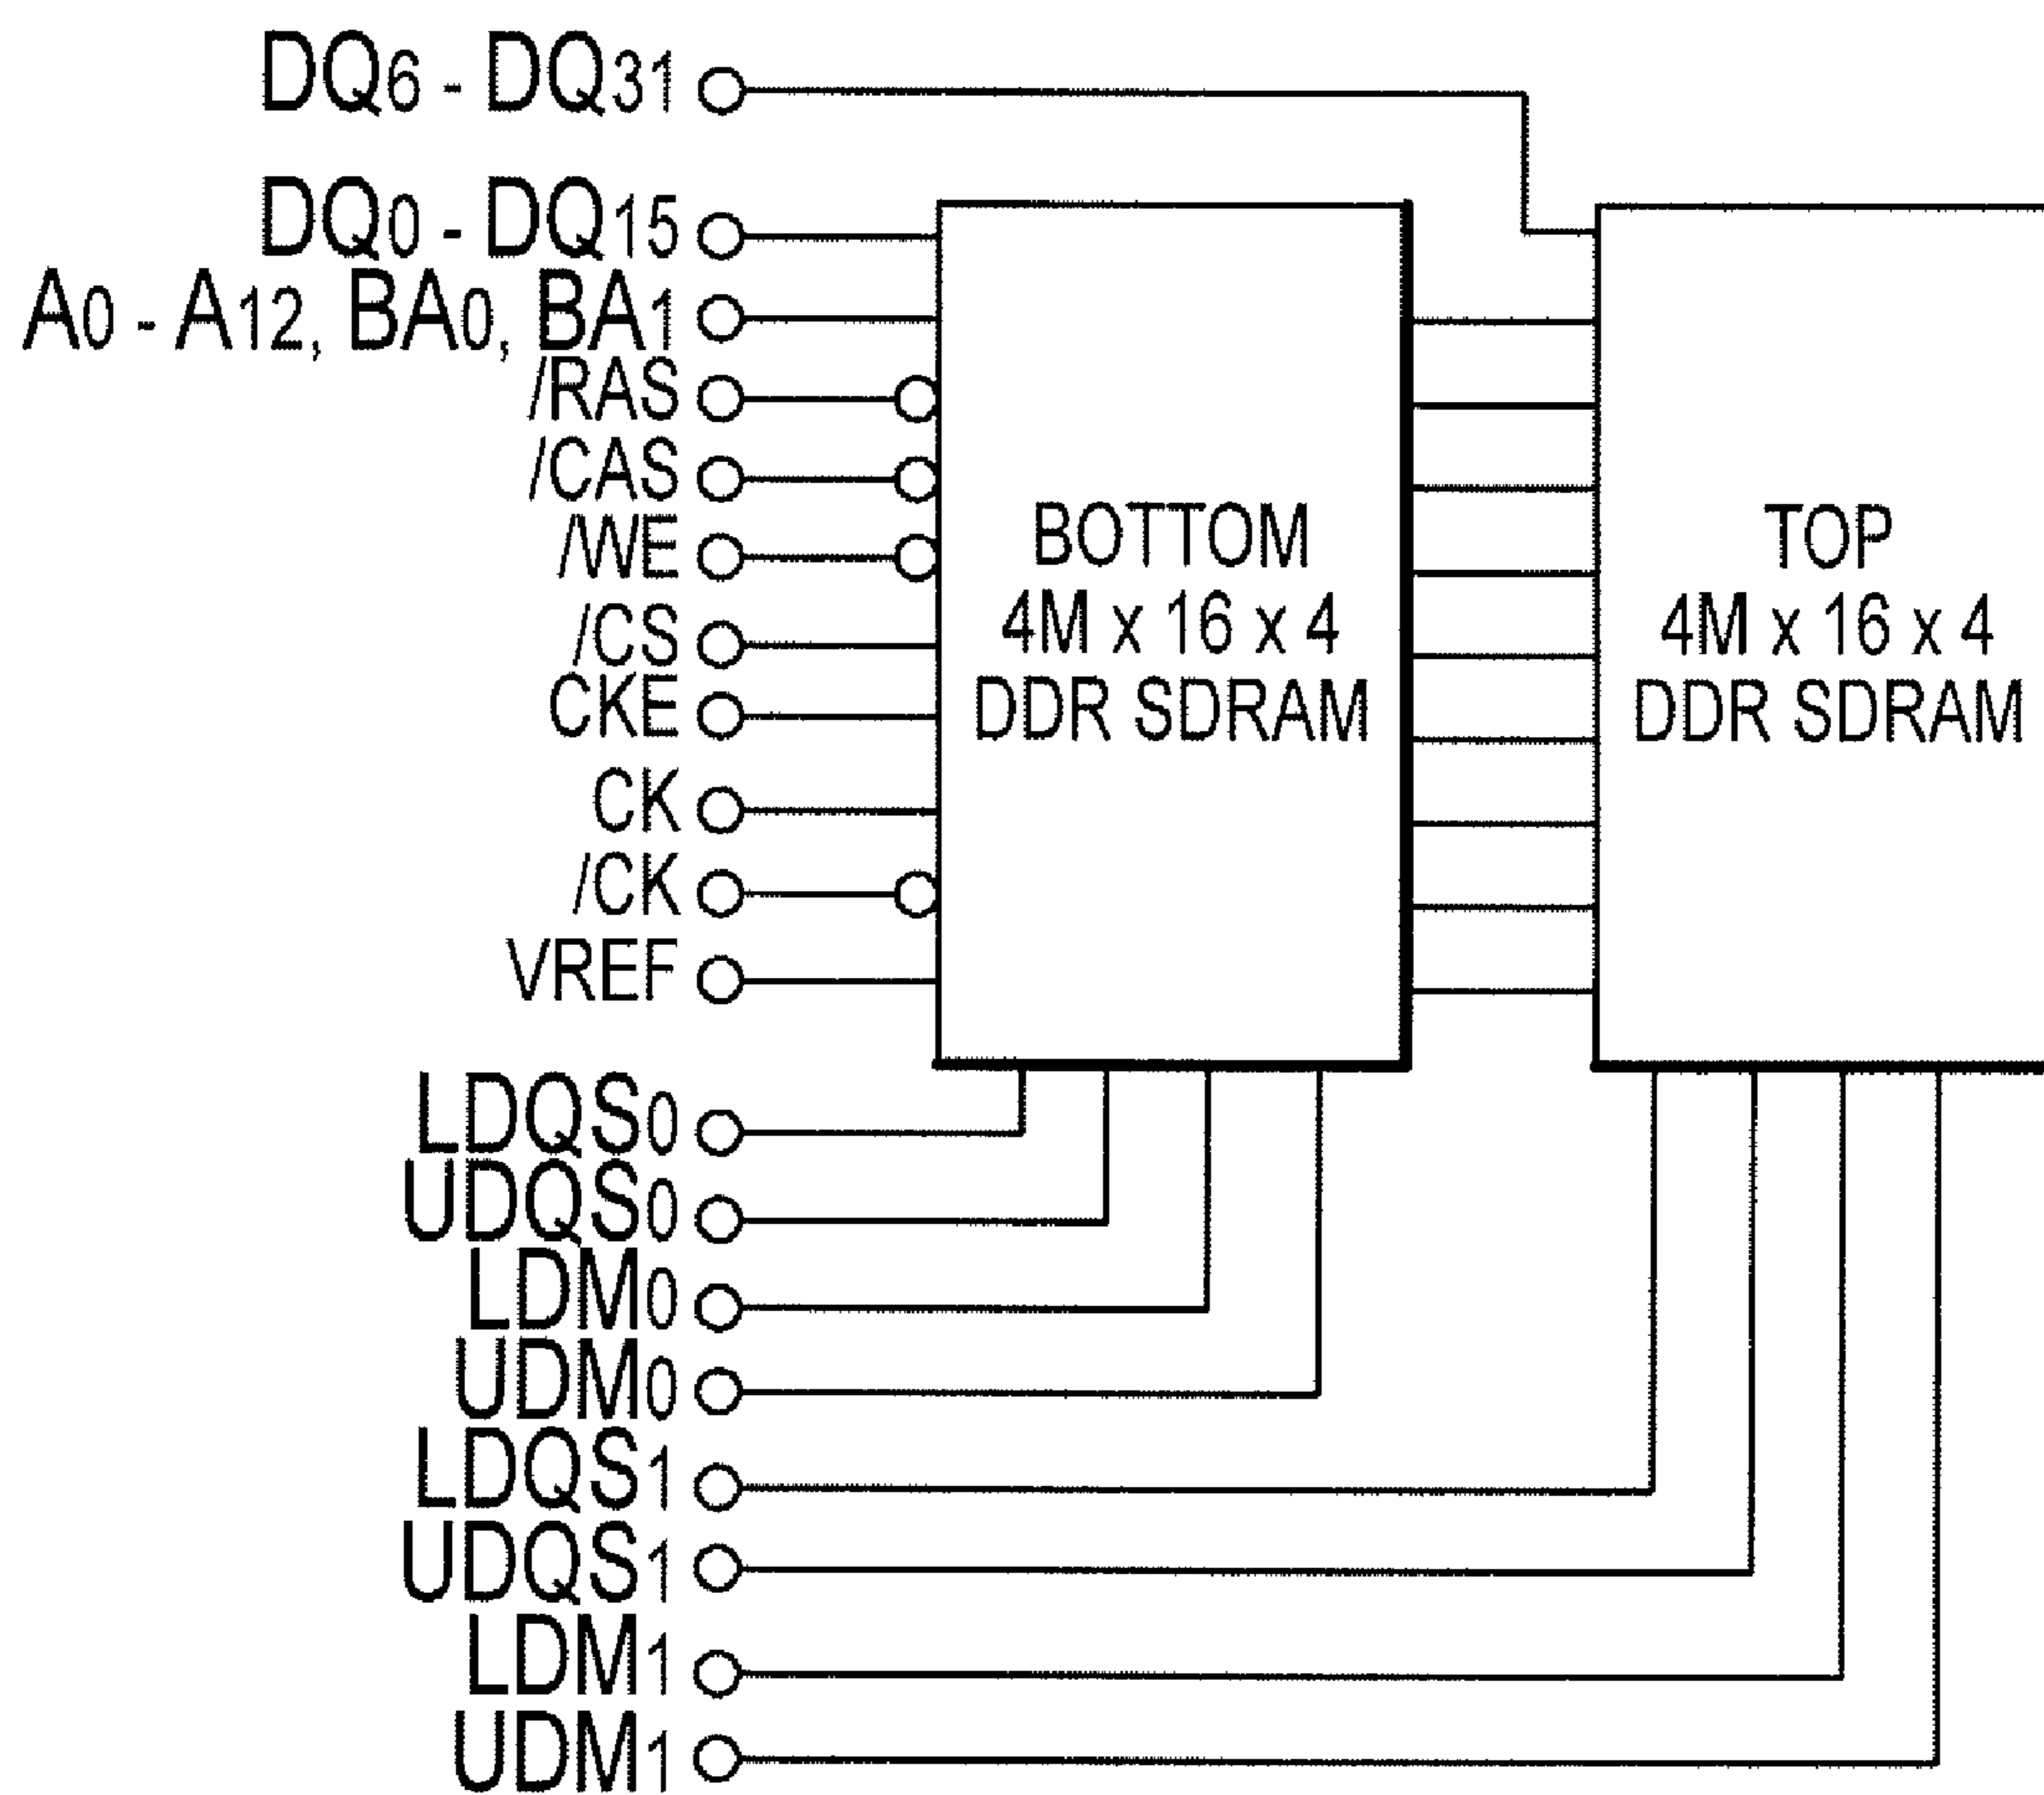 DQ6 - DQ31
DQ0 - DQ15
A0 - A12, BA0, BA1
/RAS
/CAS
/WE
/CS
CKE
CK
/CK
VREF
BOTTOM
4M x 16 x 4
DDR SDRAM
TOP
4M x 16 x 4
DDR SDRAM
LDQS0
UDQS0
LDM0
UDM0
LDQS1
UDQS1
LDM1
UDM1